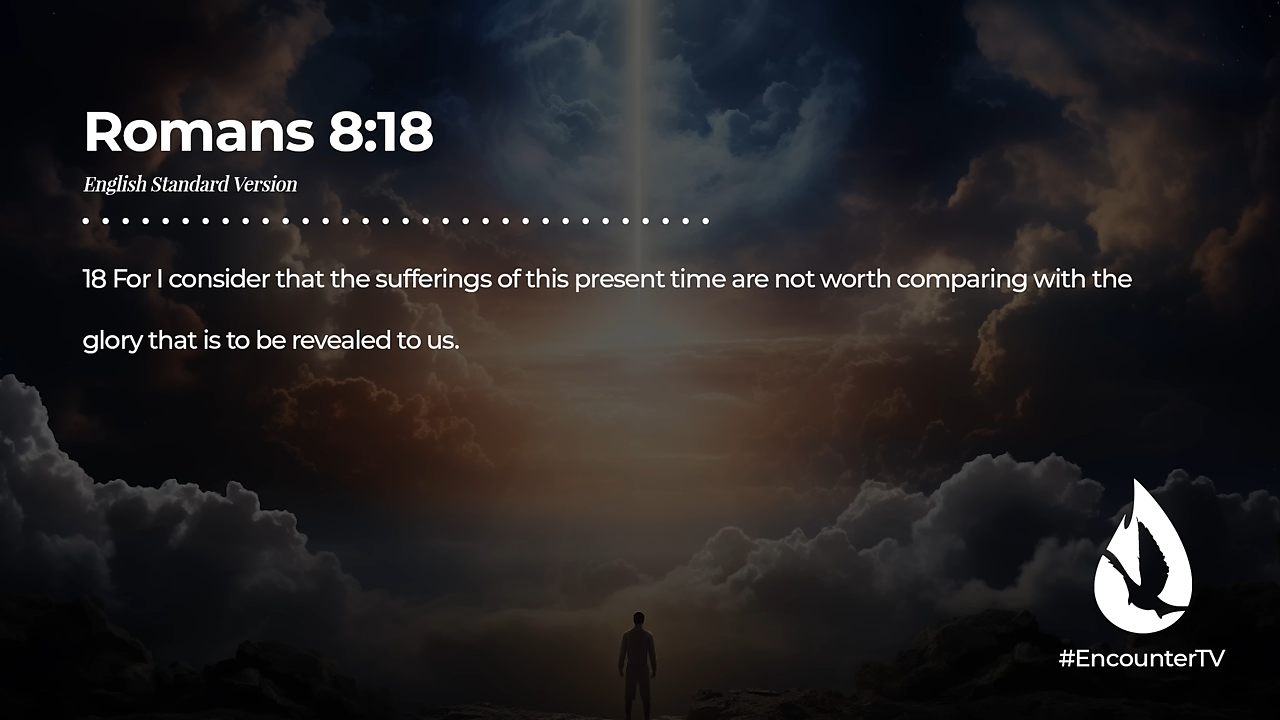 Romans 8:18
English Standard Version
18 For I consider that the sufferings of this present time are not worth comparing with the
glory that is to be revealed to us.
#EncounterTV